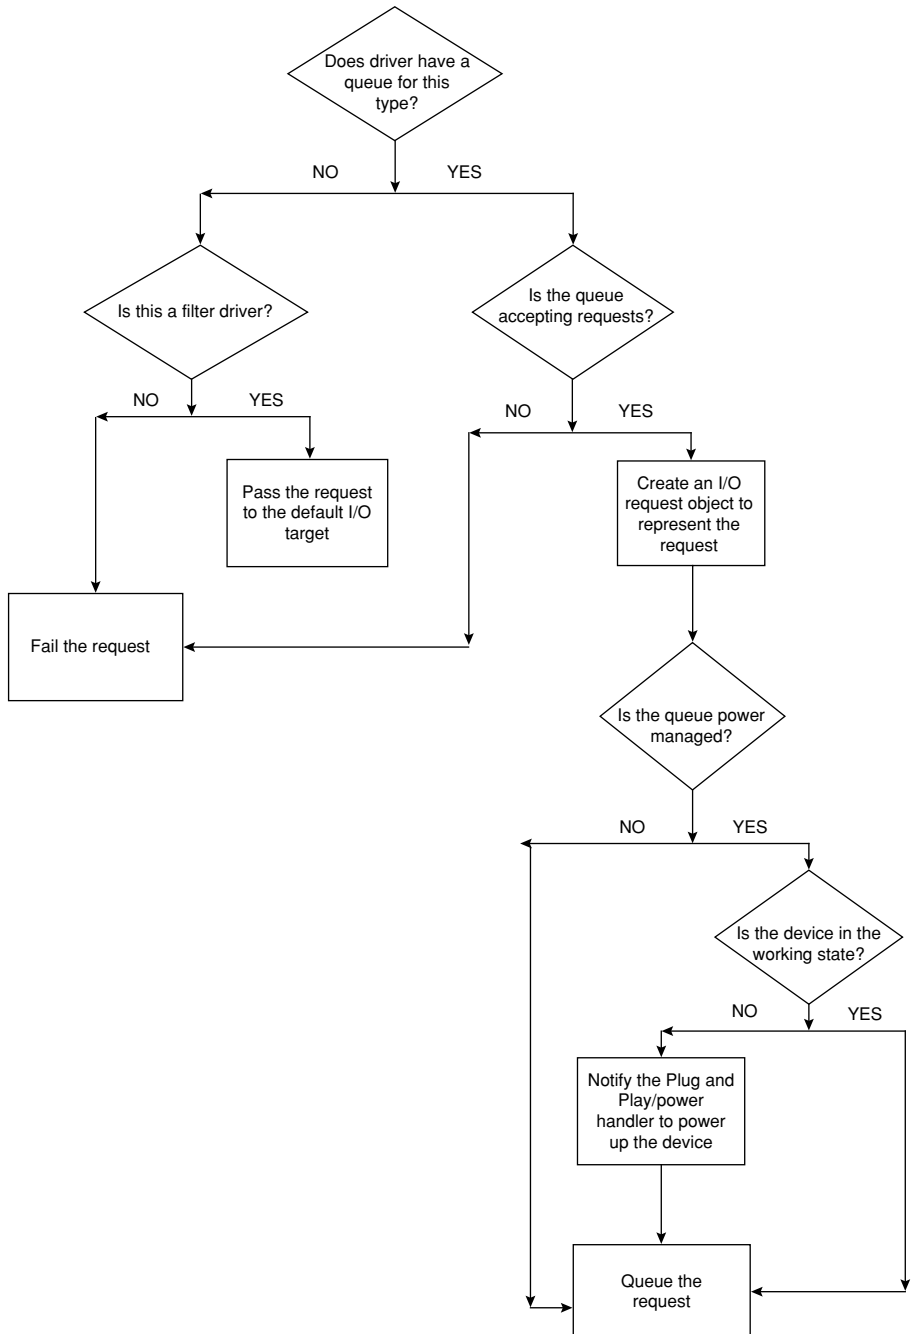 Does driver have a
queue for this
type?
NO
YES
Is this a filter driver?
Is the queue
accepting requests?
NO
YES
NO
YES
Pass the request
to the default I/O
target
Create an I/O
request object to
represent the
request
Fail the request
Is the queue power
managed?
NO
YES
Is the device in the
working state?
NO
YES
Notify the Plug and
Play/power
handler to power
up the device
Queue the
request